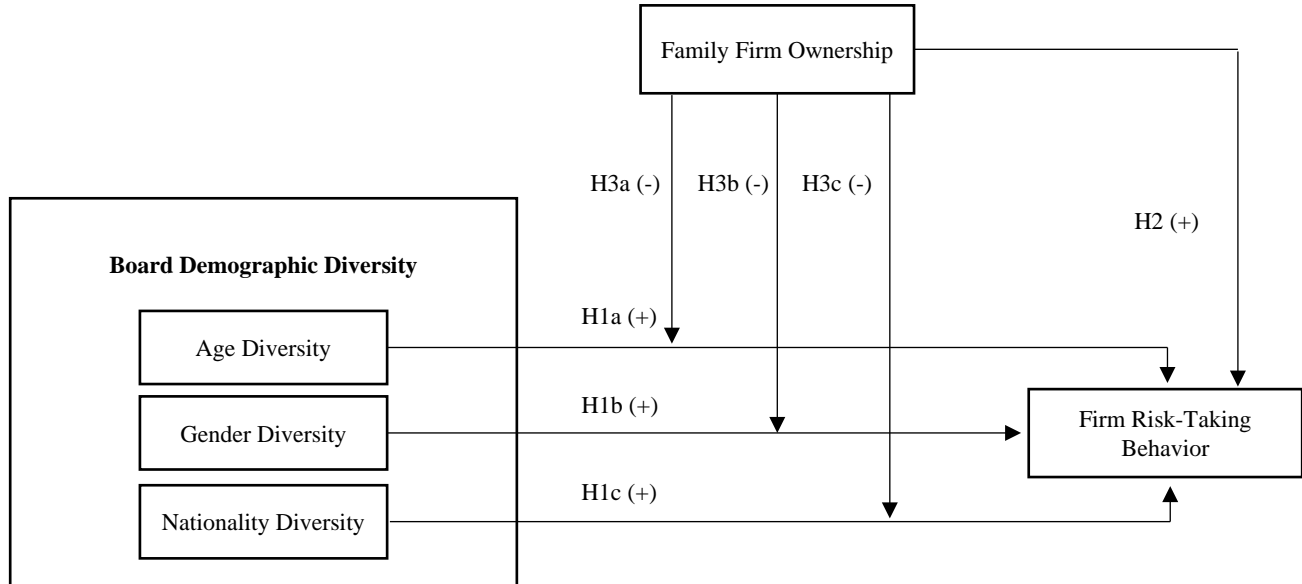 Family Firm Ownership
H3a (-)
H3b (-)
H3c (-)
H2 (+)
Board Demographic Diversity
H1a (+)
Age Diversity
H1b (+)
Gender Diversity
Firm Risk-Taking
Behavior
H1c (+)
Nationality Diversity